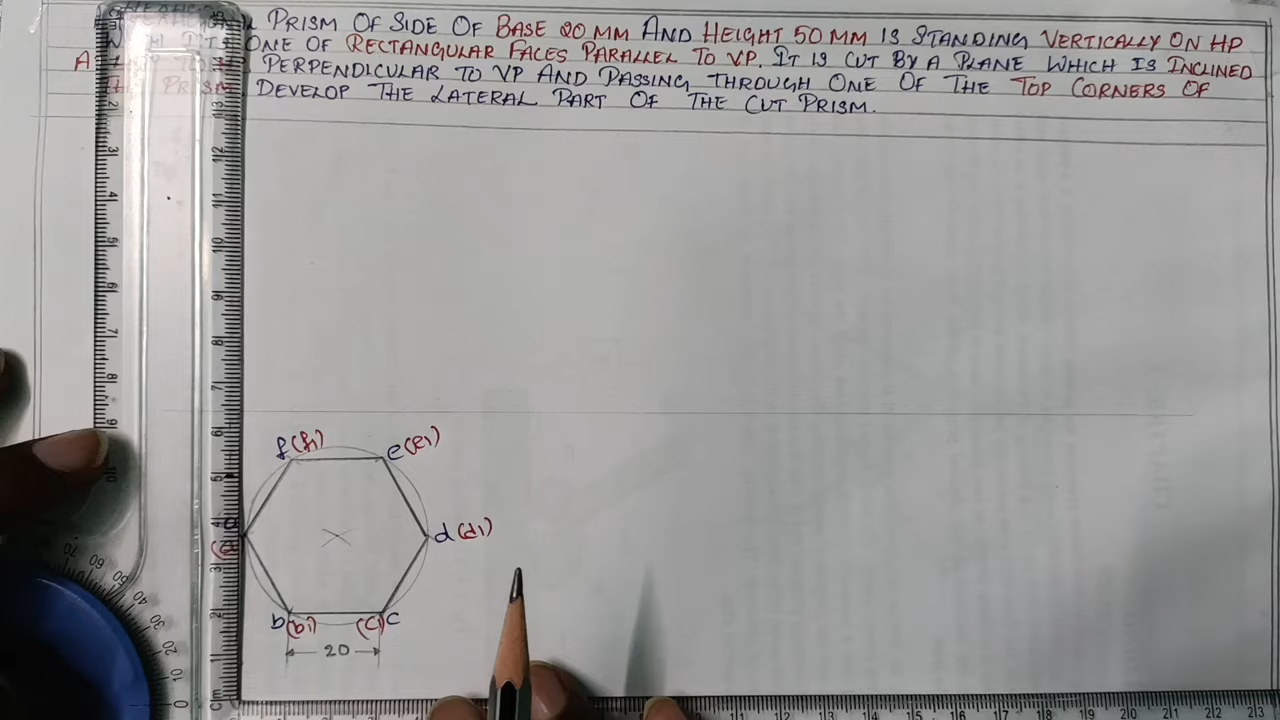 PRISM OF SIDE OF BASE 20 MM AND HEIGHT 50 MM IS STANDING VERTICALLY ON HP
ONE OF RECTANGULAR FACES PARALLEL TO VP. IT IS CUT BY A PLANE WHICH IS INCLINED
A PERPENDICULAR TO VP AND PASSING THROUGH ONE OF THE TOP CORNERS OF
PRISM DEVELOP THE LATERAL PART OF THE CUT PRISM.
f(f1) e(e1)
d(d1)
b(b1) (c1)c
20